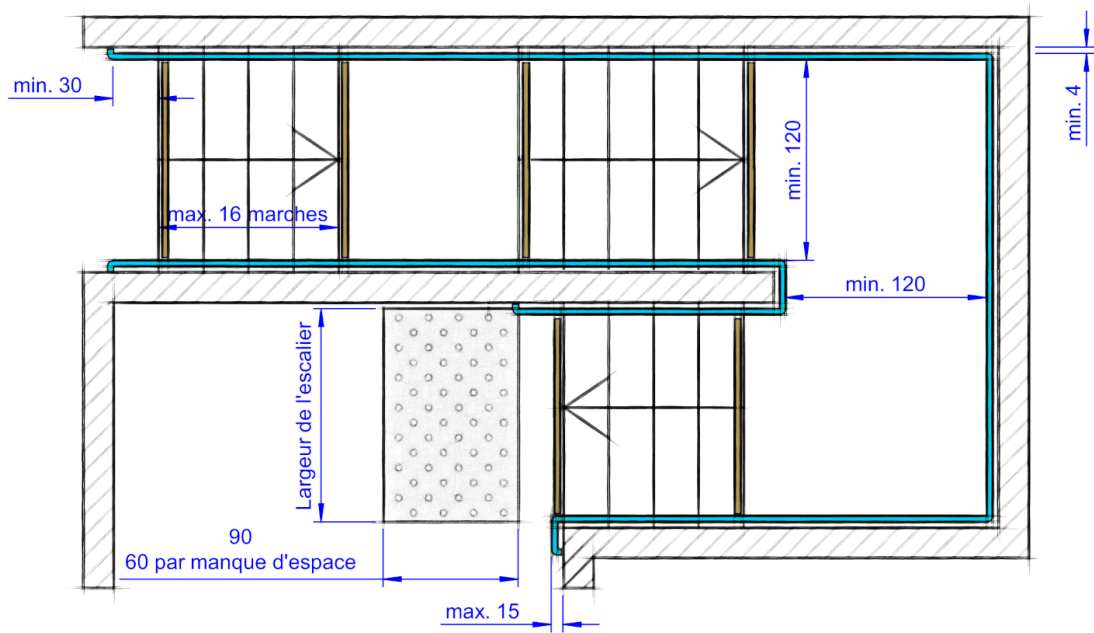 min. 30
min. 4
min. 120
max. 16 marches
min. 120
Largeur de l'escalier
90
60 par manque d'espace
max. 15